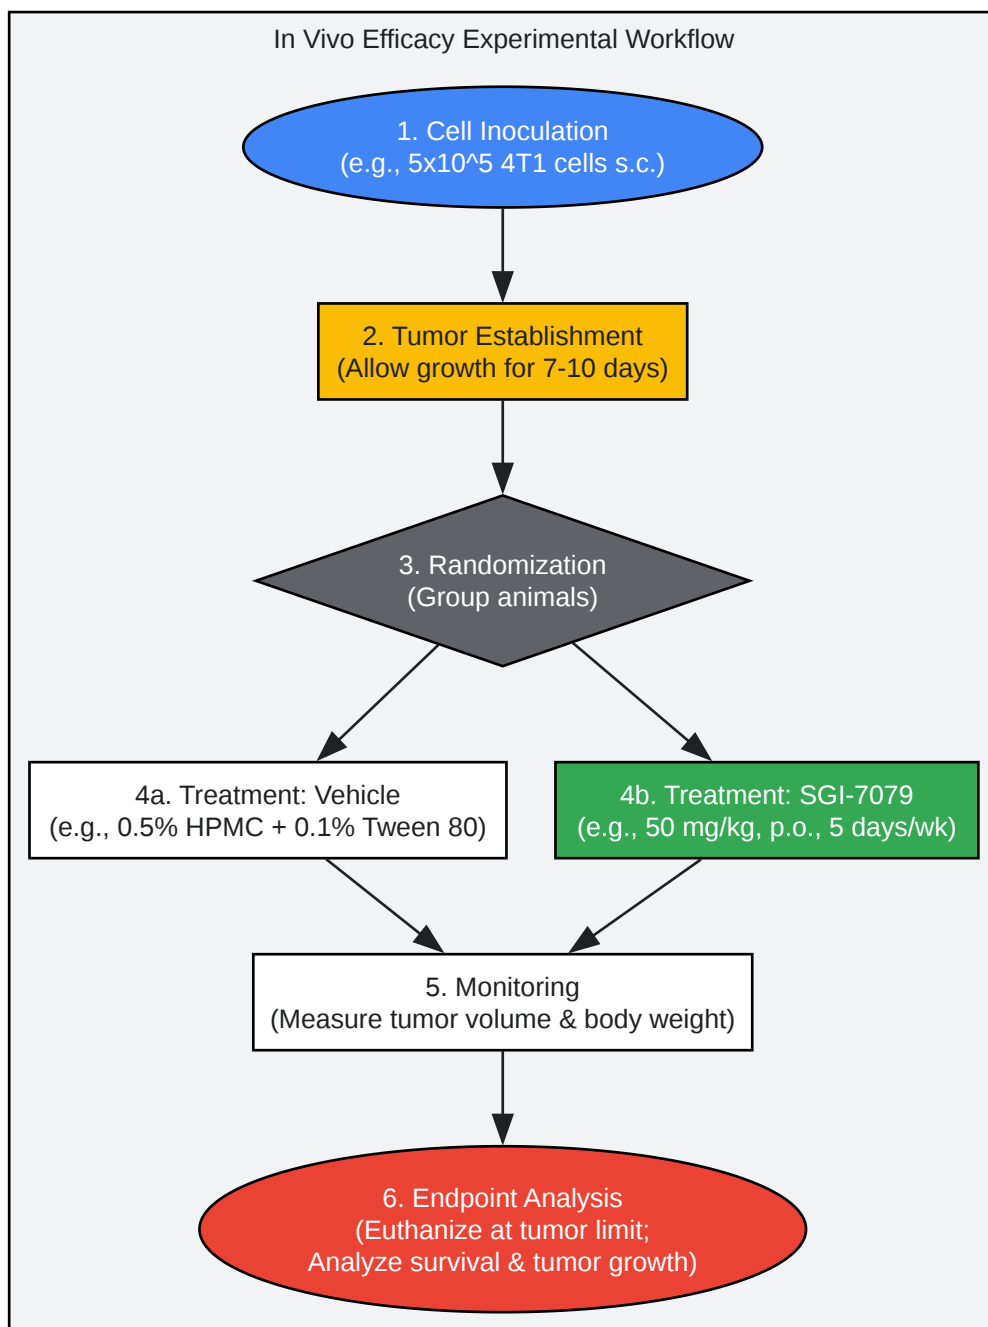 In Vivo Efficacy Experimental Workflow
1. Cell Inoculation
(e.g., 5x10^5 4T1 cells s.c.)
2. Tumor Establishment
(Allow growth for 7-10 days)
3. Randomization
(Group animals)
4a. Treatment: Vehicle
(e.g., 0.5% HPMC + 0.1% Tween 80)
4b. Treatment: SGI-7079
(e.g., 50 mg/kg, p.o., 5 days/wk)
5. Monitoring
(Measure tumor volume & body weight)
6. Endpoint Analysis
(Euthanize at tumor limit;
Analyze survival & tumor growth)